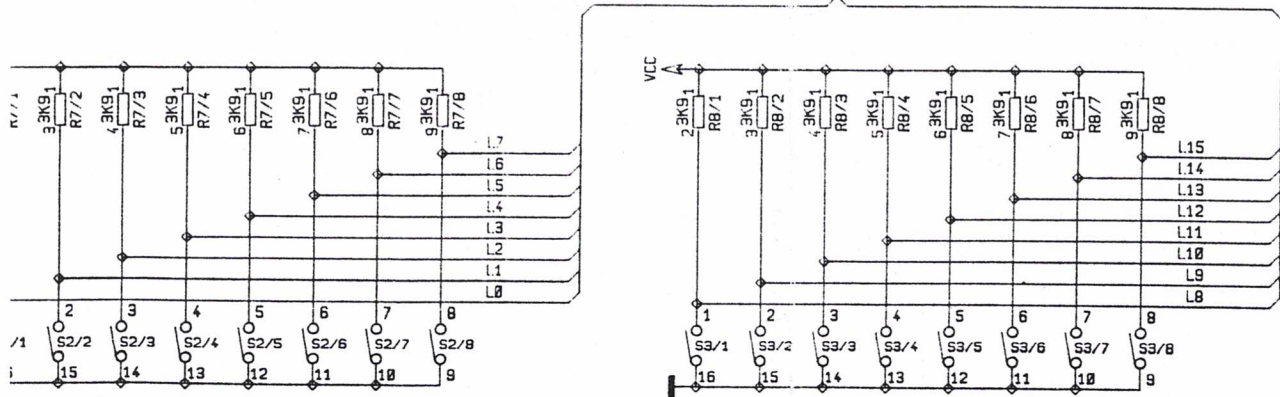 VCC
3K9 1 R7/2 3
3K9 1 R7/3 4
3K9 1 R7/4 5
3K9 1 R7/5 6
3K9 1 R7/6 7
3K9 1 R7/7 8
3K9 1 R7/8 9
3K9 1 R8/1 2
3K9 1 R8/2 3
3K9 1 R8/3 4
3K9 1 R8/4 5
3K9 1 R8/5 6
3K9 1 R8/6 7
3K9 1 R8/7 8
3K9 1 R8/8 9
L7
L6
L5
L4
L3
L2
L1
L0
L15
L14
L13
L12
L11
L10
L9
L8
2 3 4 5 6 7 8
/1 S2/2 S2/3 S2/4 S2/5 S2/6 S2/7 S2/8
15 14 13 12 11 10 9
1 2 3 4 5 6 7 8
S3/1 S3/2 S3/3 S3/4 S3/5 S3/6 S3/7 S3/8
16 15 14 13 12 11 10 9